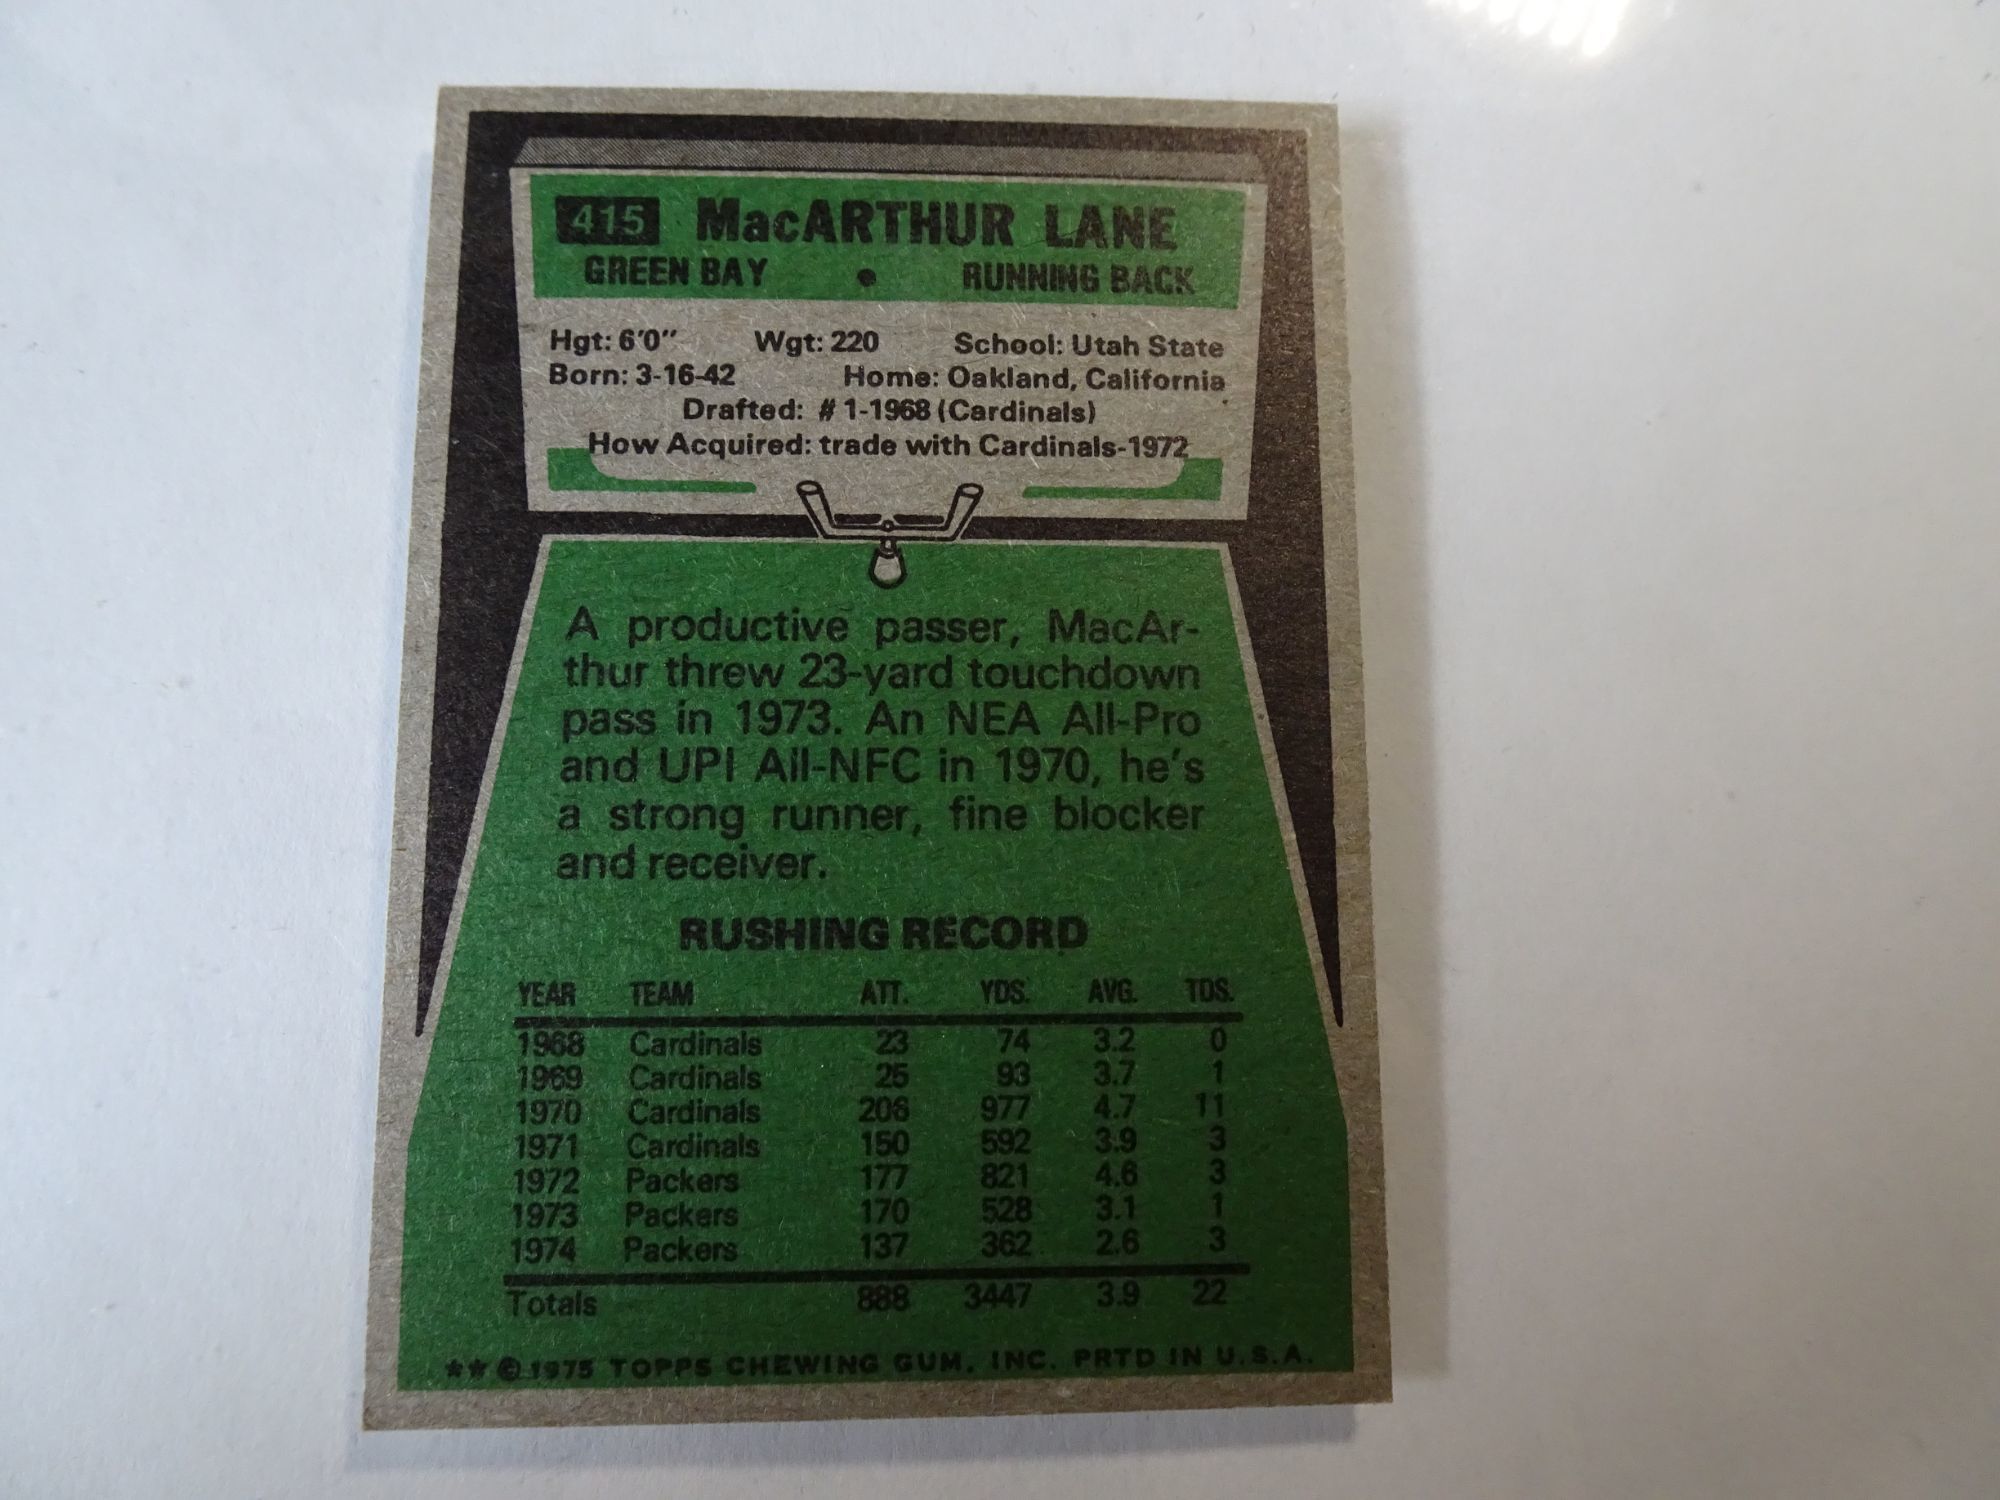 415 MacARTHUR LANE
GREEN BAY • RUNNING BACK
Hgt: 6'0" Wgt: 220 School: Utah State
Born: 3-16-42 Home: Oakland, California
Drafted: # 1-1968 (Cardinals)
How Acquired: trade with Cardinals-1972
A productive passer, MacAr-
thur threw 23-yard touchdown
pass in 1973. An NEA All-Pro
and UPI All-NFC in 1970, he's
a strong runner, fine blocker
and receiver.
RUSHING RECORD
YEAR TEAM ATT. YDS. AVG. TDS.
1968 Cardinals 23 74 3.2 0
1969 Cardinals 25 93 3.7 1
1970 Cardinals 206 977 4.7 11
1971 Cardinals 150 592 3.9 3
1972 Packers 177 821 4.6 3
1973 Packers 170 528 3.1 1
1974 Packers 137 362 2.6 3
Totals 888 3447 3.9 22
★★ © 1975 TOPPS CHEWING GUM, INC. PRTD IN U.S.A.